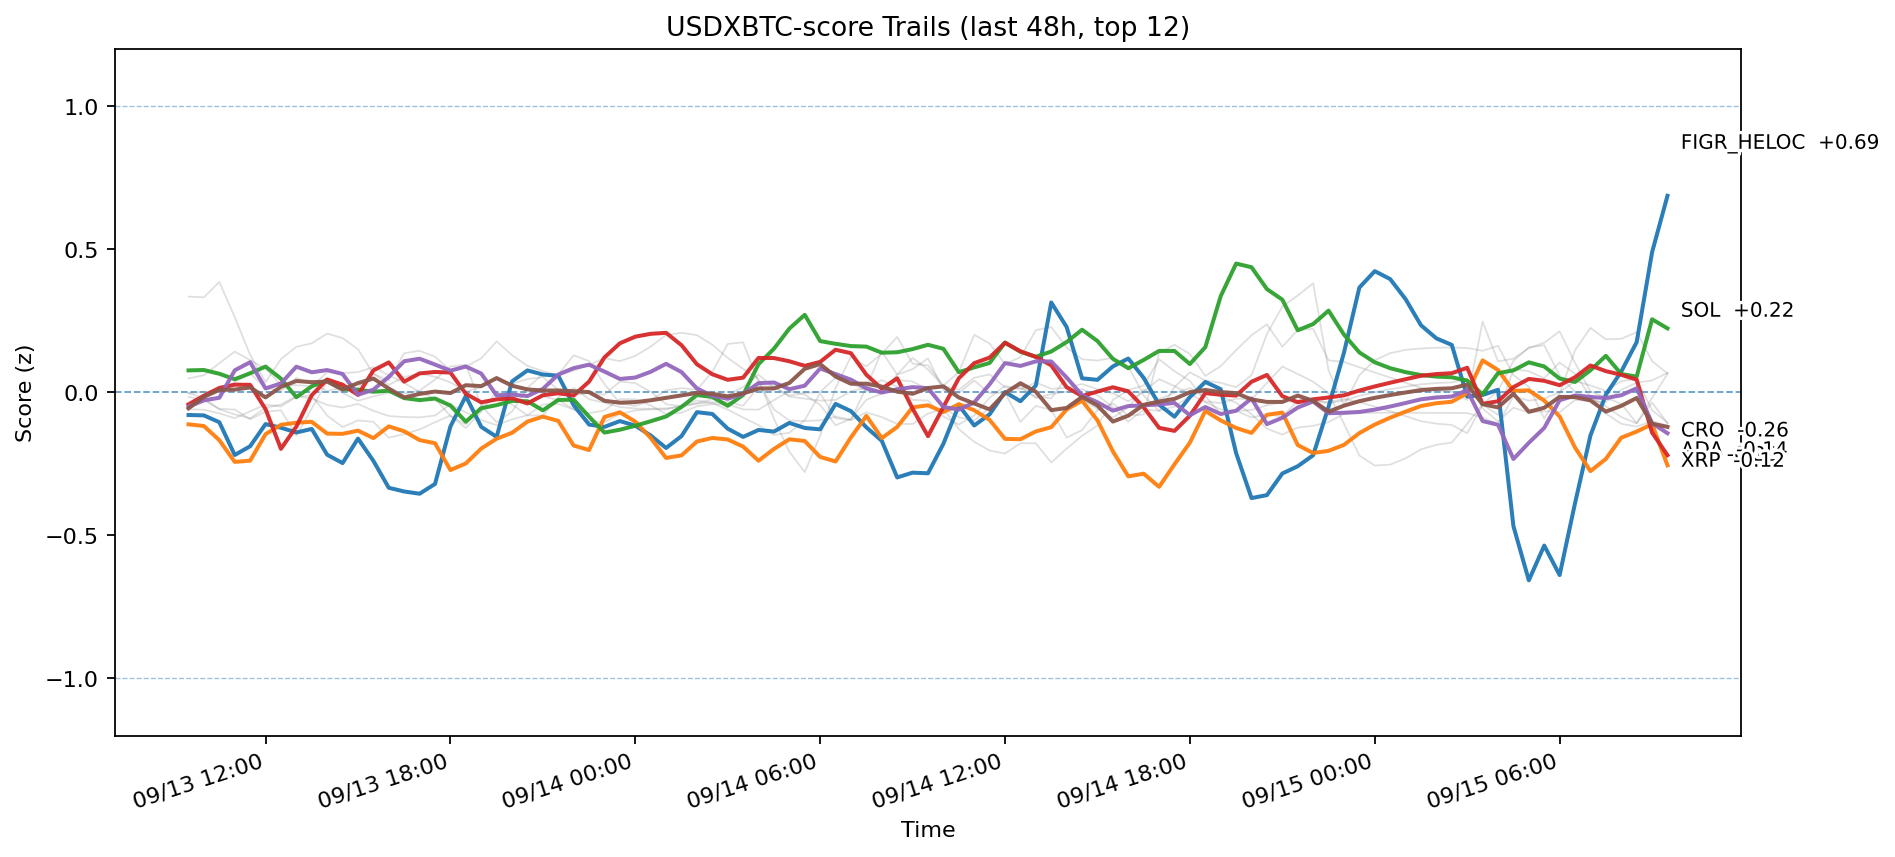 USDXBTC-score Trails (last 48h, top 12)
Score (z)
1.0
0.5
0.0
−0.5
−1.0
FIGR_HELOC +0.69
SOL +0.22
CRO -0.26
ADA -0.14
XRP -0.12
09/13 12:00
09/13 18:00
09/14 00:00
09/14 06:00
09/14 12:00
09/14 18:00
09/15 00:00
09/15 06:00
Time